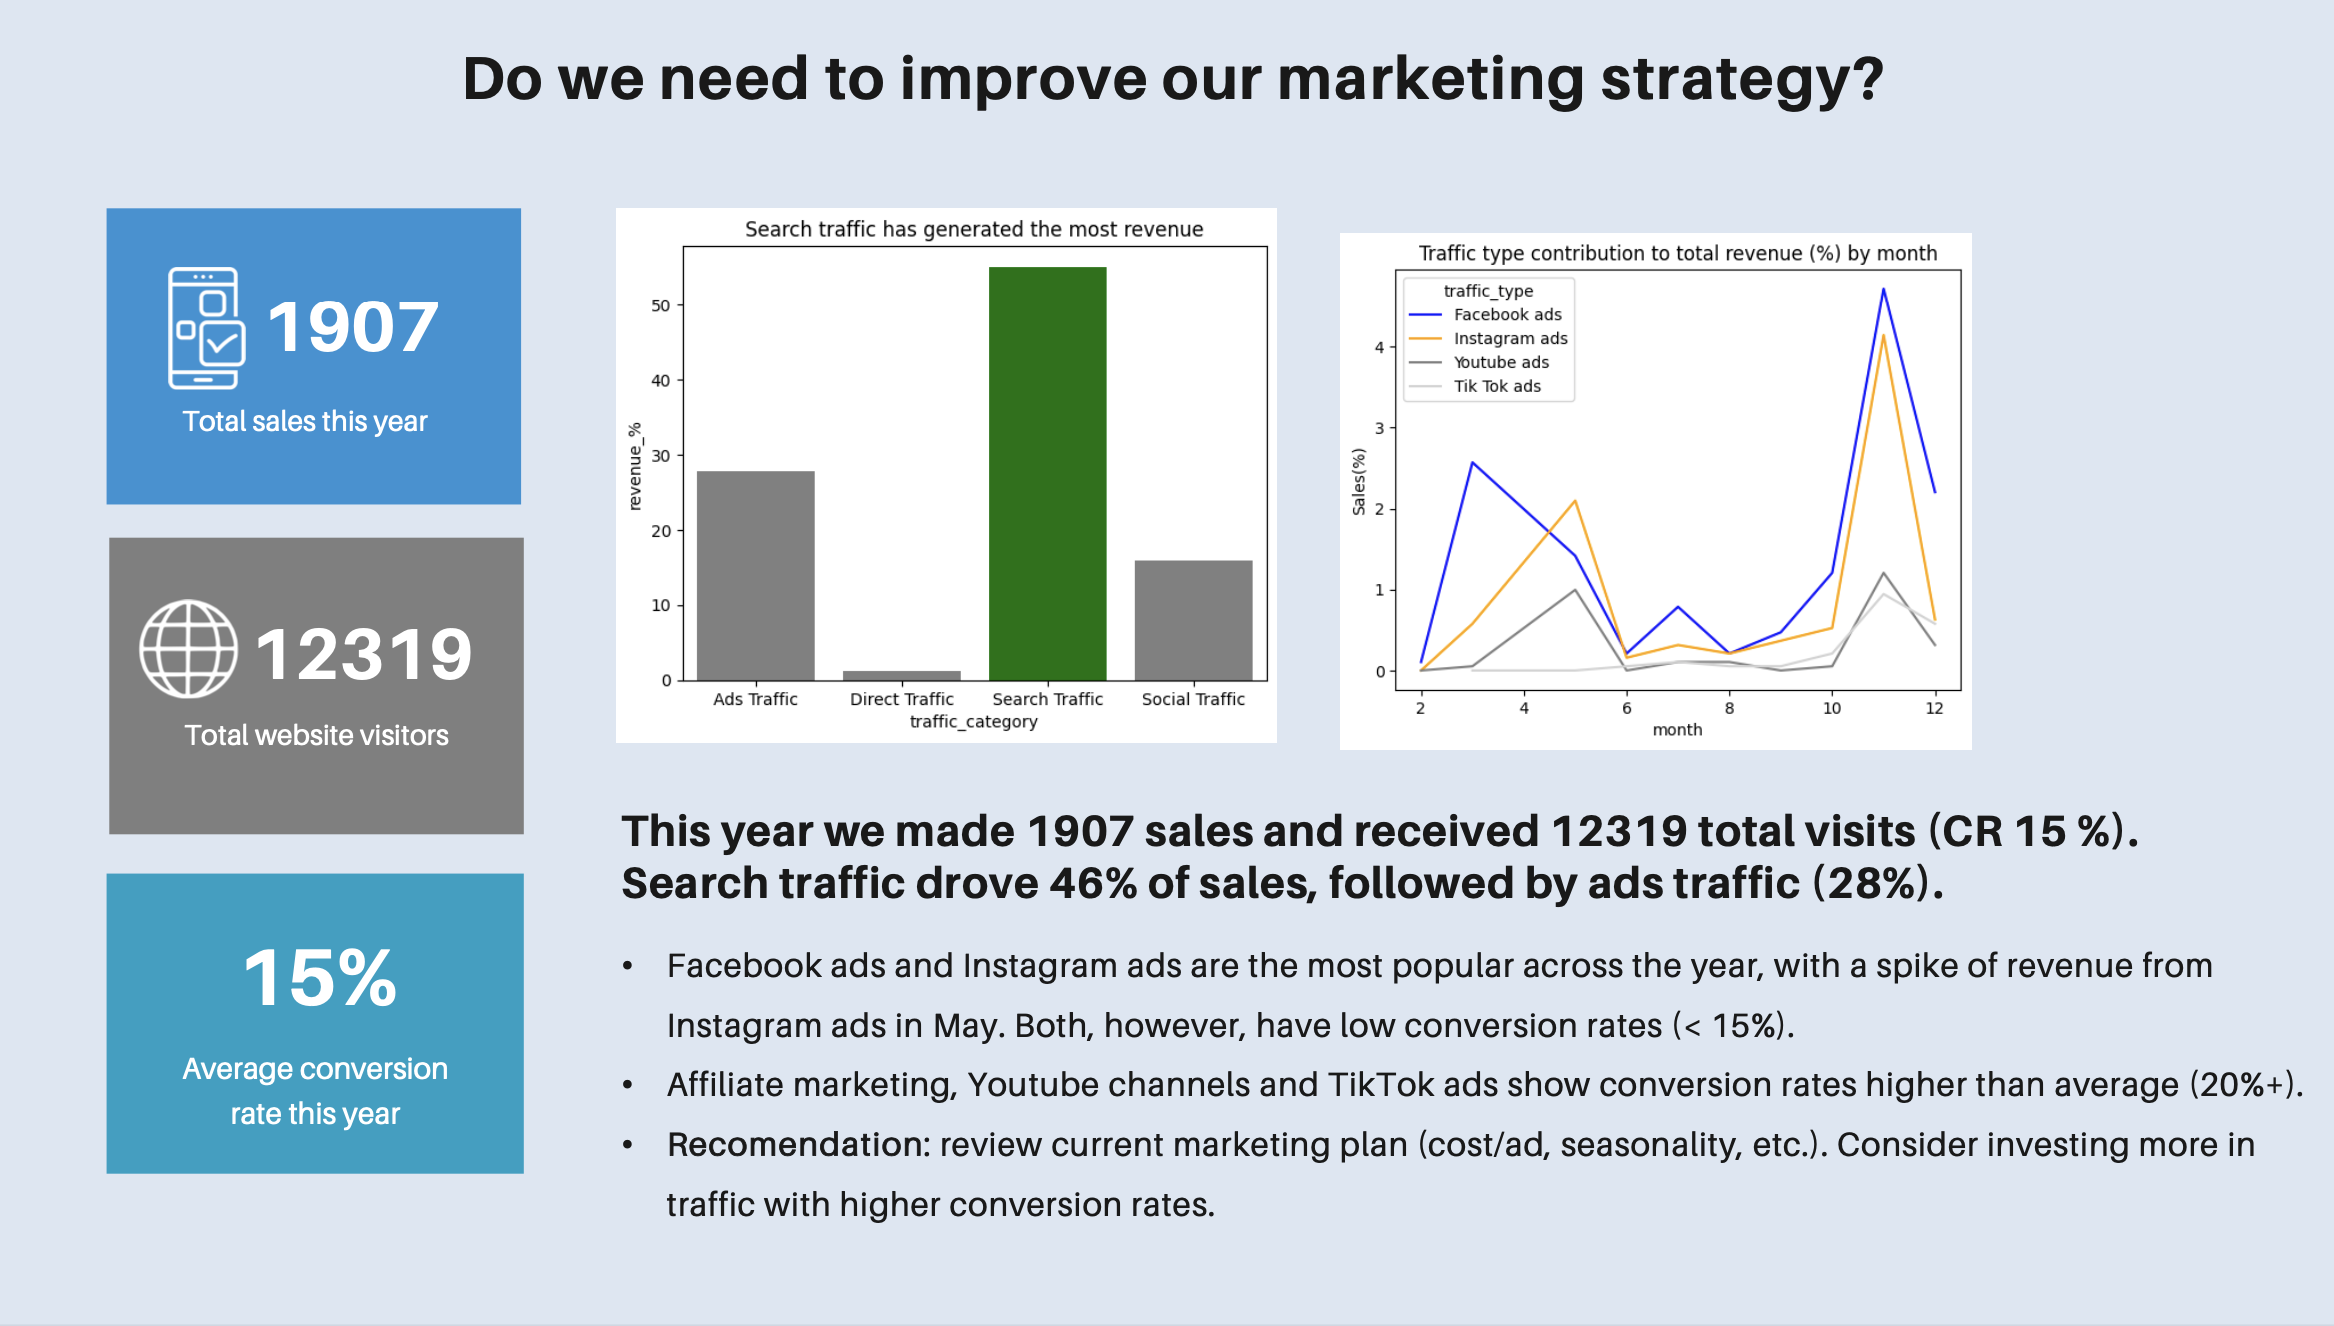 Do we need to improve our marketing strategy?
1907
Total sales this year
12319
Total website visitors
15%
Average conversion
rate this year
Search traffic has generated the most revenue
revenue_%
50
40
30
20
10
0
Ads Traffic Direct Traffic Search Traffic Social Traffic
traffic_category
Traffic type contribution to total revenue (%) by month
traffic_type
Facebook ads
Instagram ads
Youtube ads
Tik Tok ads
Sales(%)
4
3
2
1
0
2 4 6 8 10 12
month
This year we made 1907 sales and received 12319 total visits (CR 15 %).
Search traffic drove 46% of sales, followed by ads traffic (28%).
• Facebook ads and Instagram ads are the most popular across the year, with a spike of revenue from
Instagram ads in May. Both, however, have low conversion rates (< 15%).
• Affiliate marketing, Youtube channels and TikTok ads show conversion rates higher than average (20%+).
• Recomendation: review current marketing plan (cost/ad, seasonality, etc.). Consider investing more in
traffic with higher conversion rates.